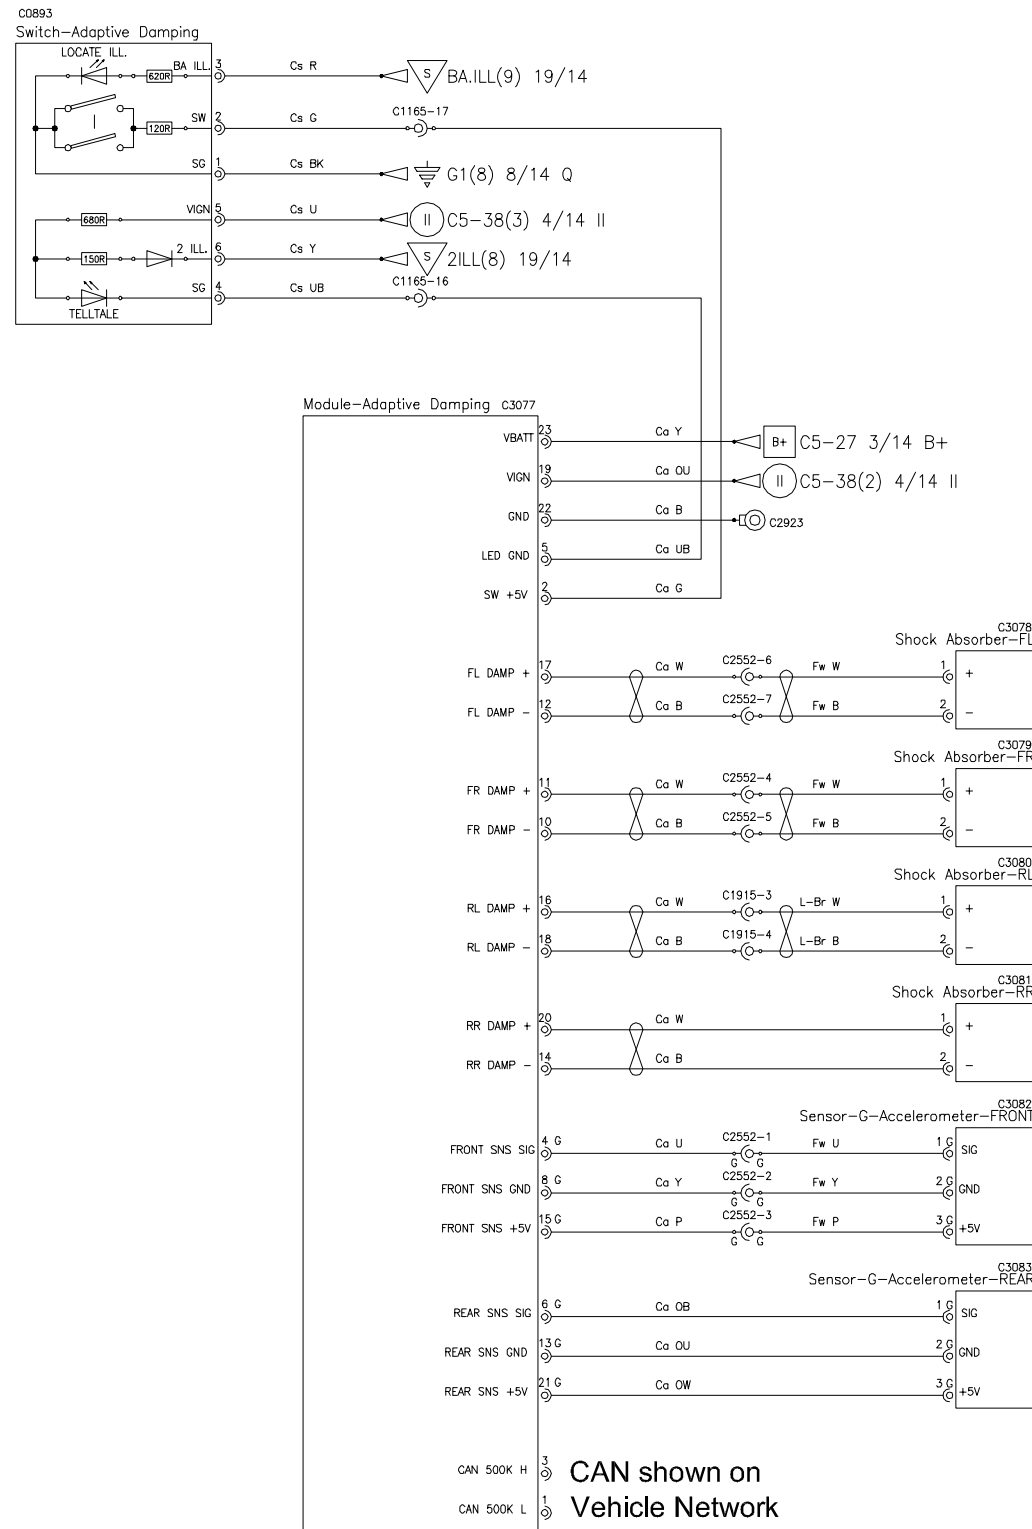 C0893
Switch-Adaptive Damping
LOCATE ILL.
620R BA ILL. 3 Cs R S BA.ILL(9) 19/14
120R SW 2 Cs G C1165-17
SG 1 Cs BK G1(8) 8/14 Q
680R VIGN 5 Cs U II C5-38(3) 4/14 II
150R 2 ILL. 6 Cs Y S 2ILL(8) 19/14
SG 4 Cs UB C1165-16
TELLTALE
Module-Adaptive Damping C3077
VBATT 23 Ca Y B+ C5-27 3/14 B+
VIGN 19 Ca OU II C5-38(2) 4/14 II
GND 22 Ca B C2923
LED GND 5 Ca UB
SW +5V 2 Ca G
C3078
Shock Absorber-FL
FL DAMP + 17 Ca W C2552-6 Fw W 1 +
FL DAMP - 12 Ca B C2552-7 Fw B 2 -
C3079
Shock Absorber-FR
FR DAMP + 11 Ca W C2552-4 Fw W 1 +
FR DAMP - 10 Ca B C2552-5 Fw B 2 -
C3080
Shock Absorber-RL
RL DAMP + 16 Ca W C1915-3 L-Br W 1 +
RL DAMP - 18 Ca B C1915-4 L-Br B 2 -
C3081
Shock Absorber-RR
RR DAMP + 20 Ca W 1 +
RR DAMP - 14 Ca B 2 -
C3082
Sensor-G-Accelerometer-FRONT
FRONT SNS SIG 4 G Ca U C2552-1 G G Fw U 1 G SIG
FRONT SNS GND 8 G Ca Y C2552-2 G G Fw Y 2 G GND
FRONT SNS +5V 15 G Ca P C2552-3 G G Fw P 3 G +5V
C3083
Sensor-G-Accelerometer-REAR
REAR SNS SIG 6 G Ca OB 1 G SIG
REAR SNS GND 13 G Ca OU 2 G GND
REAR SNS +5V 21 G Ca OW 3 G +5V
CAN 500K H 3 CAN shown on
CAN 500K L 1 Vehicle Network